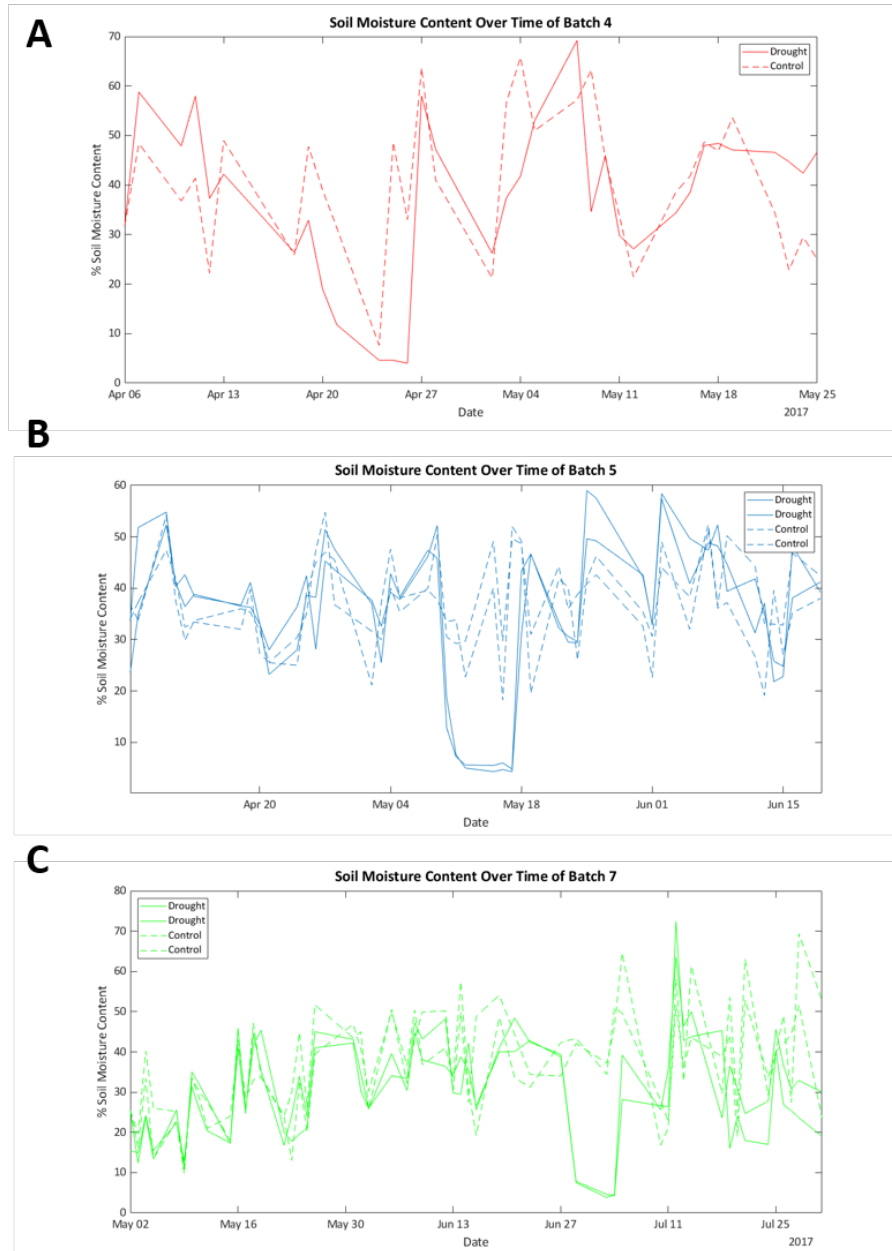 A
Soil Moisture Content Over Time of Batch 4
70
60
50
40
30
20
10
0
% Soil Moisture Content
Drought
Control
Apr 06 Apr 13 Apr 20 Apr 27 May 04 May 11 May 18 May 25
Date
2017
B
Soil Moisture Content Over Time of Batch 5
60
50
40
30
20
10
% Soil Moisture Content
Drought
Drought
Control
Control
Apr 20 May 04 May 18 Jun 01 Jun 15
Date
C
Soil Moisture Content Over Time of Batch 7
80
70
60
50
40
30
20
10
0
% Soil Moisture Content
Drought
Drought
Control
Control
May 02 May 16 May 30 Jun 13 Jun 27 Jul 11 Jul 25
Date
2017